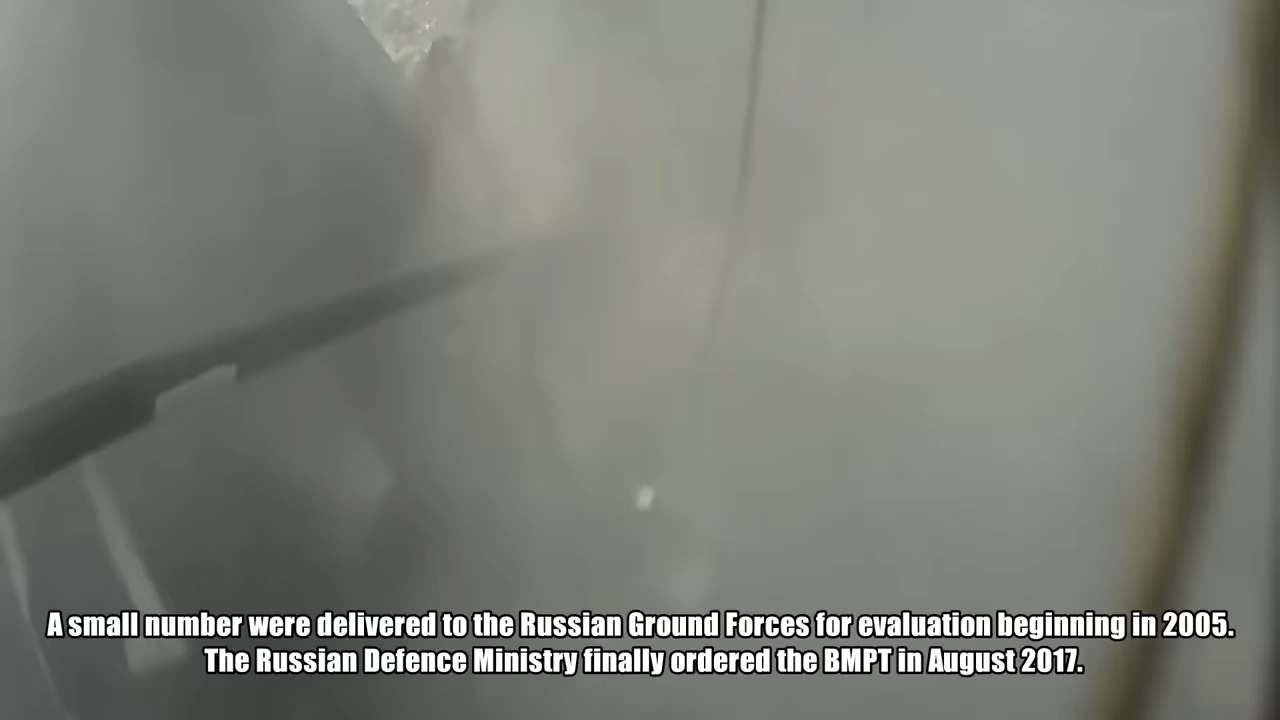 A small number were delivered to the Russian Ground Forces for evaluation beginning in 2005.
The Russian Defence Ministry finally ordered the BMPT in August 2017.